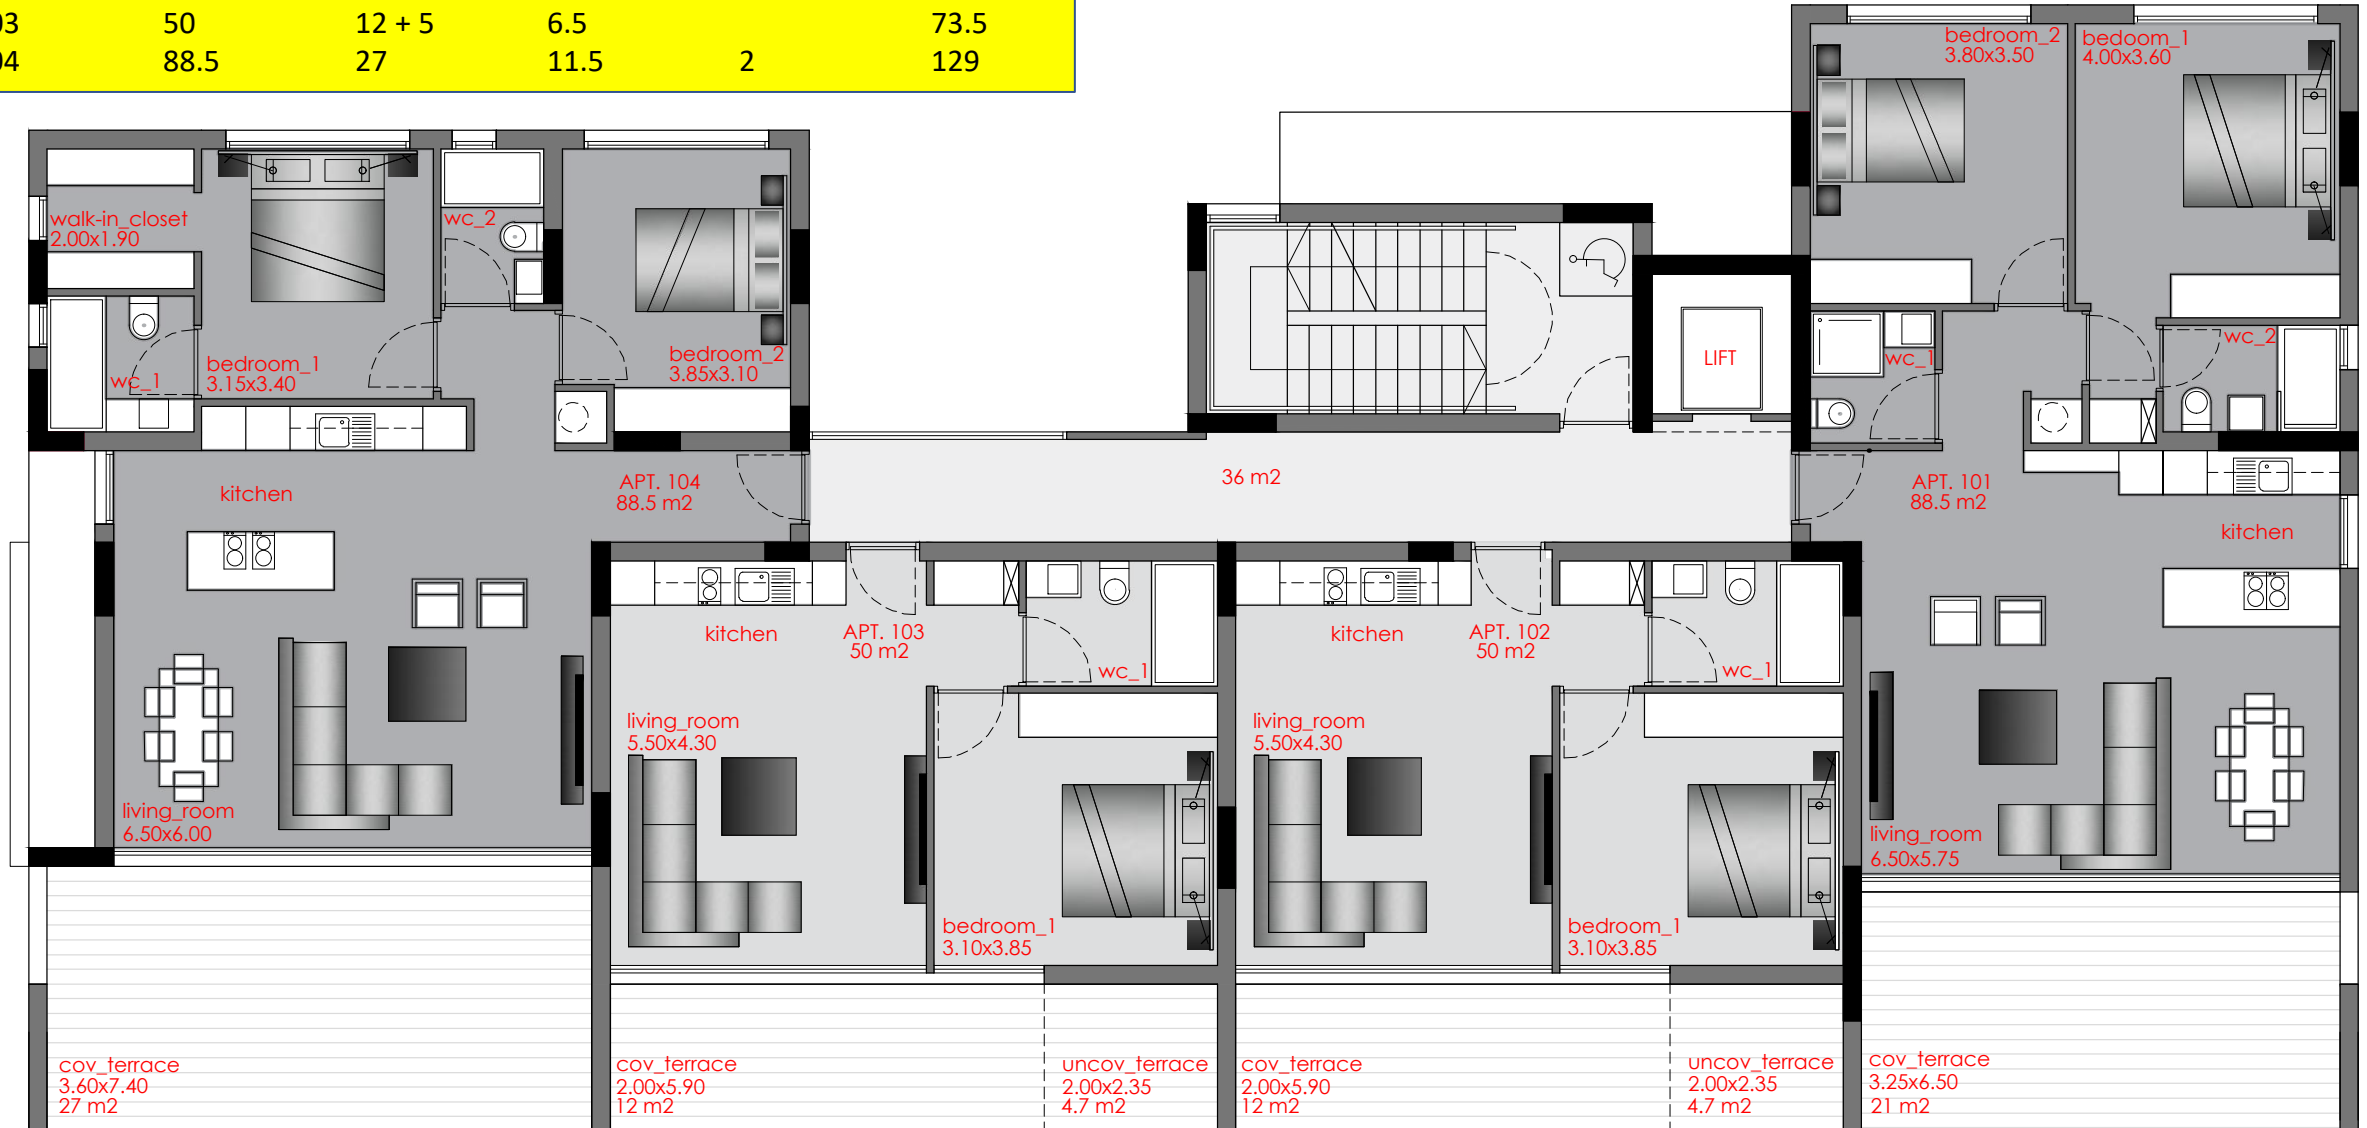 03 50 12 + 5 6.5 73.5
04 88.5 27 11.5 2 129
bedroom_2
3.80x3.50
bedoom_1
4.00x3.60
walk-in_closet
2.00x1.90
wc_2
bedroom_1
3.15x3.40
wc_1
bedroom_2
3.85x3.10
LIFT
wc_1
wc_2
kitchen
APT. 104
88.5 m2
36 m2
APT. 101
88.5 m2
kitchen
kitchen
APT. 103
50 m2
wc_1
kitchen
APT. 102
50 m2
wc_1
living_room
5.50x4.30
living_room
5.50x4.30
living_room
6.50x6.00
living_room
6.50x5.75
bedroom_1
3.10x3.85
bedroom_1
3.10x3.85
cov_terrace
3.60x7.40
27 m2
cov_terrace
2.00x5.90
12 m2
uncov_terrace
2.00x2.35
4.7 m2
cov_terrace
2.00x5.90
12 m2
uncov_terrace
2.00x2.35
4.7 m2
cov_terrace
3.25x6.50
21 m2